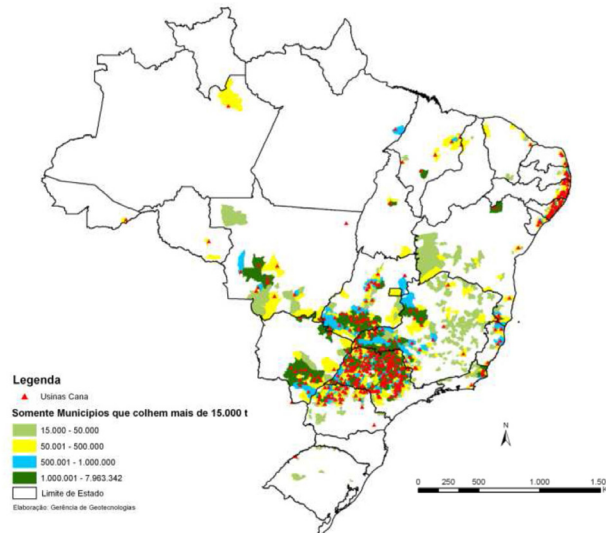 Legenda
Usinas Cana
Somente Municípios que colhem mais de 15.000 t
15.000 - 50.000
50.001 - 500.000
500.001 - 1.000.000
1.000.001 - 7.963.342
Limite de Estado
Elaboração: Gerência de Geotecnologias
N
0 250 500 1.000 1.50